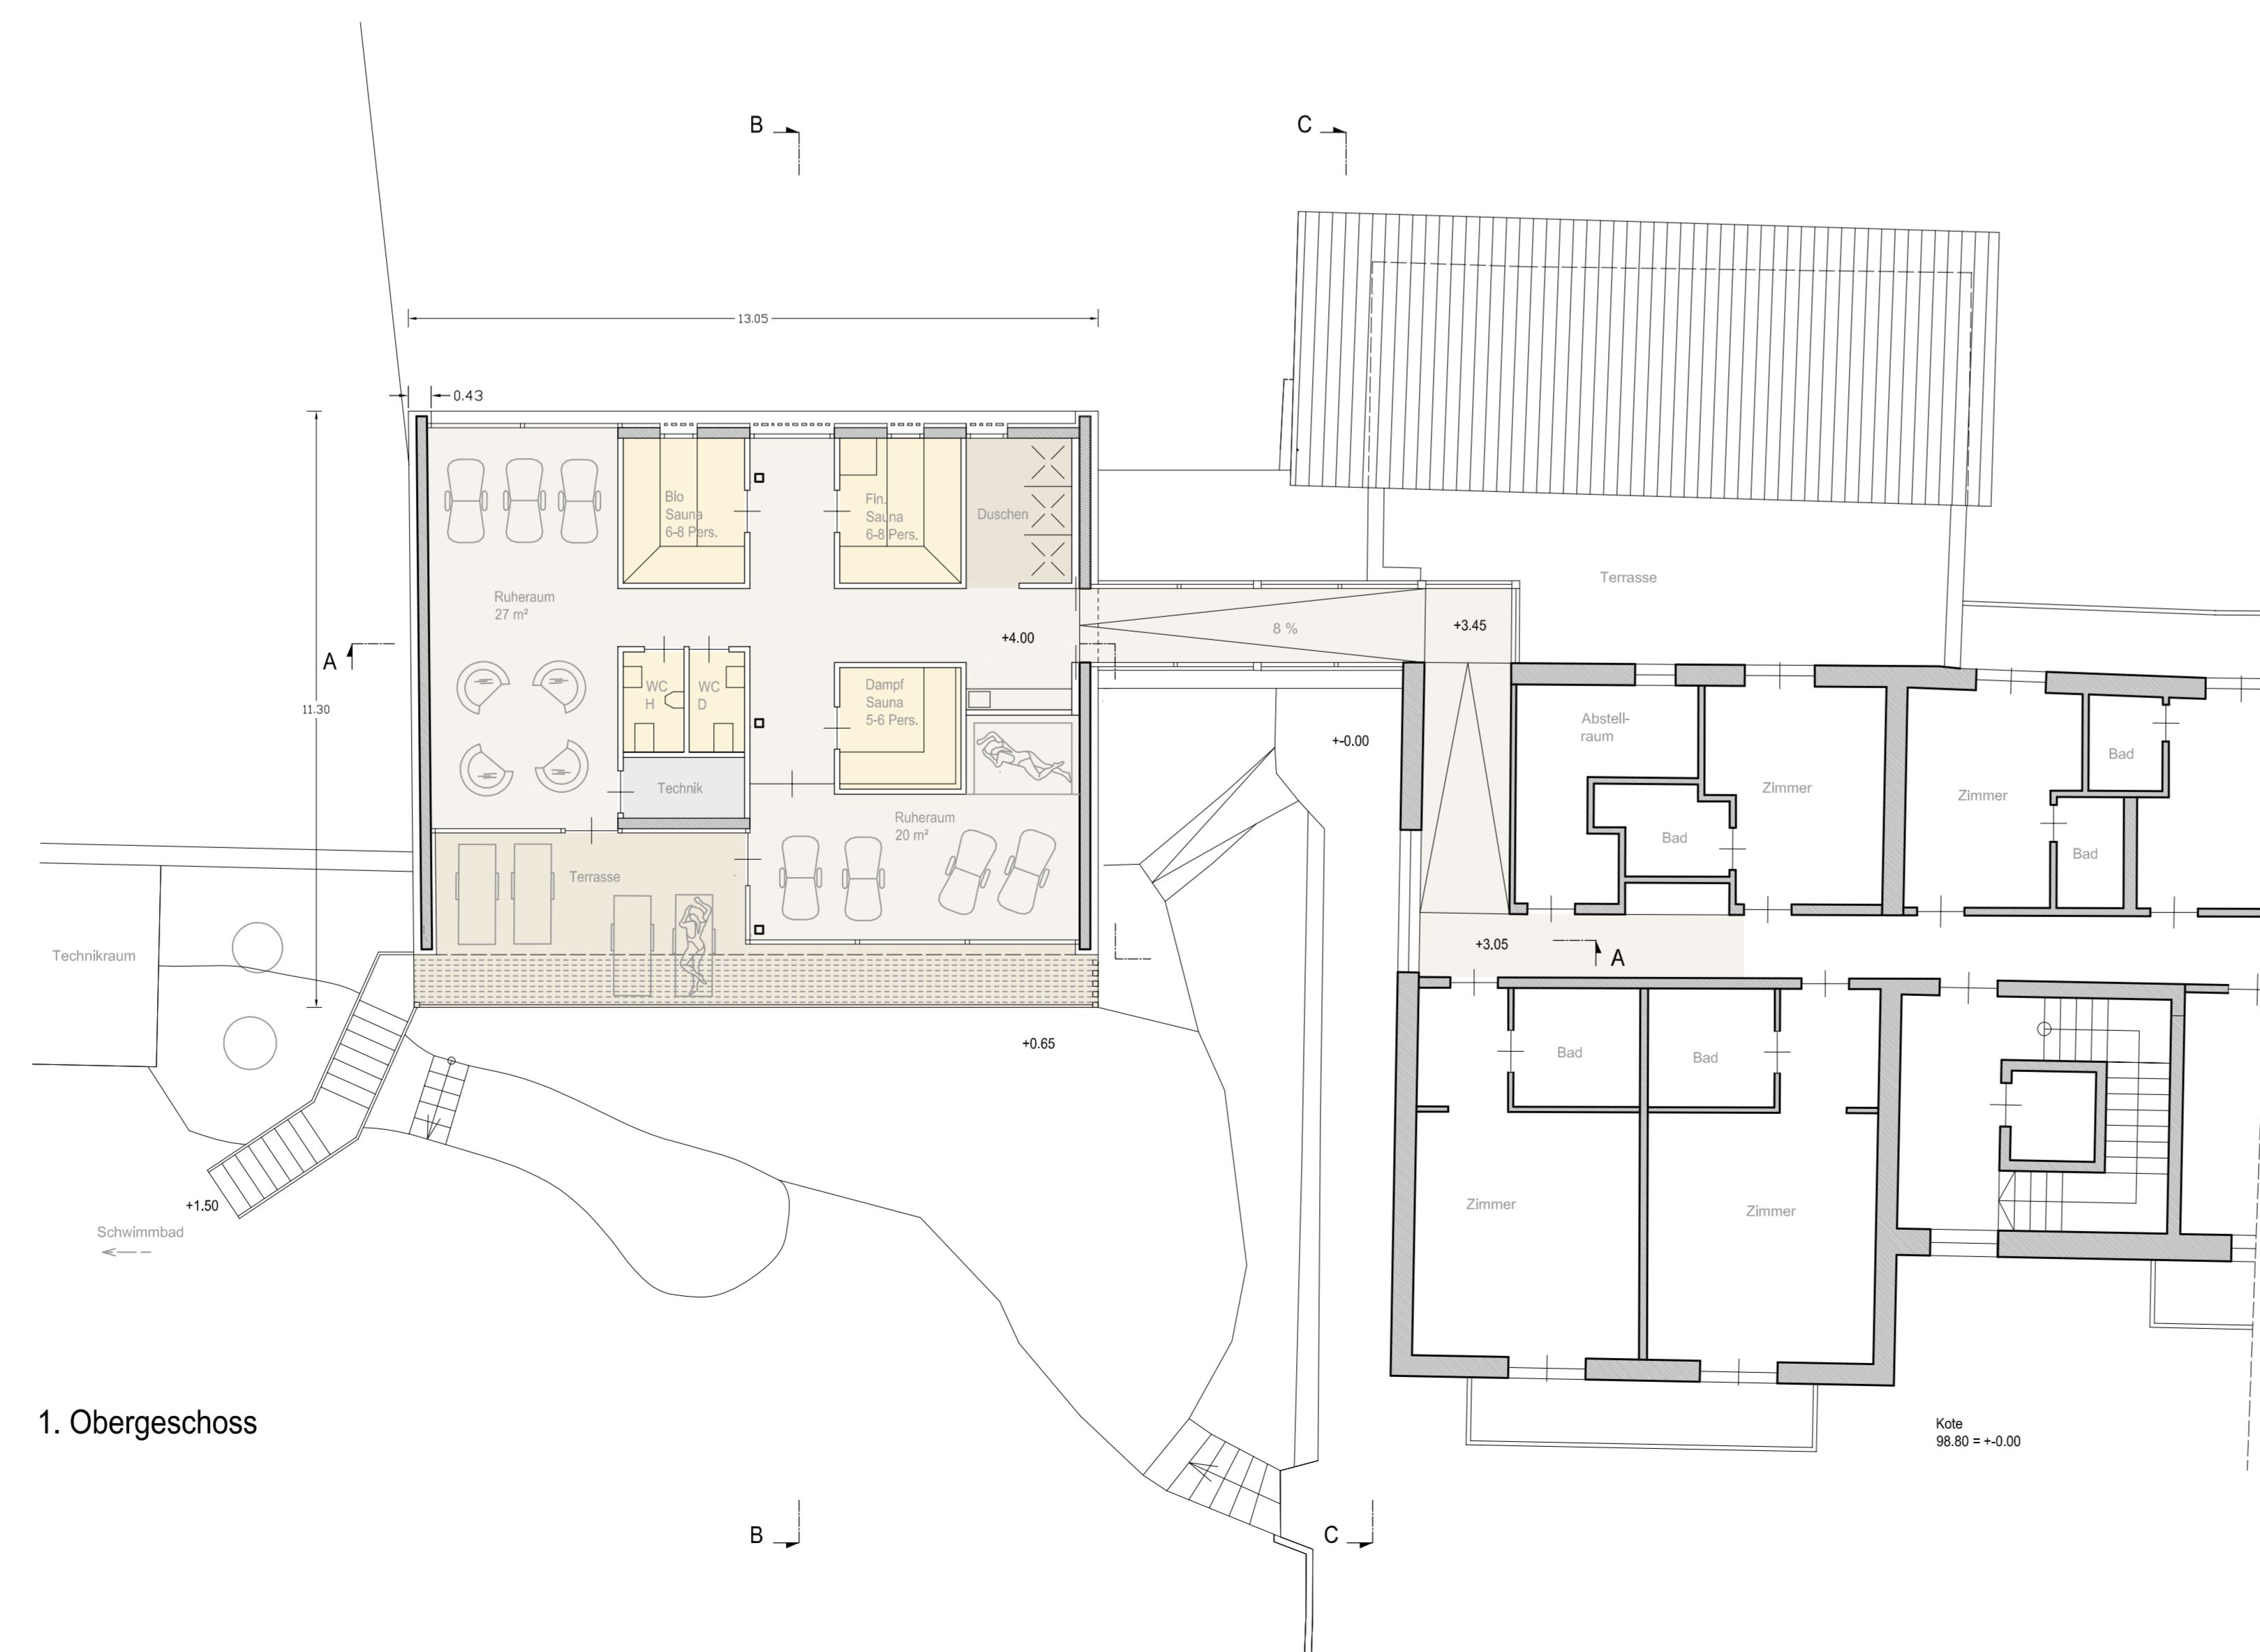 B
C
13.05
0.43
Bio
Sauna
6-8 Pers.
Fin.
Sauna
6-8 Pers.
Duschen
Terrasse
Ruheraum
27 m²
8 %
+3.45
+4.00
A
WC
H
WC
D
Dampf
Sauna
5-6 Pers.
11.30
Abstell-
raum
+-0.00
Bad
Zimmer
Zimmer
Technik
Ruheraum
20 m²
Bad
Bad
Terrasse
+3.05
A
Technikraum
+0.65
Bad
Bad
+1.50
Schwimmbad
Zimmer
Zimmer
1. Obergeschoss
Kote
98.80 = +-0.00
B
C